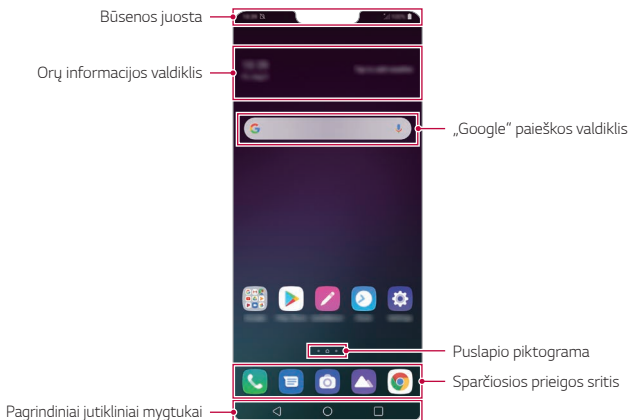 Būsenos juosta
Orų informacijos valdiklis
„Google“ paieškos valdiklis
Puslapio piktograma
Sparčiosios prieigos sritis
Pagrindiniai jutikliniai mygtukai